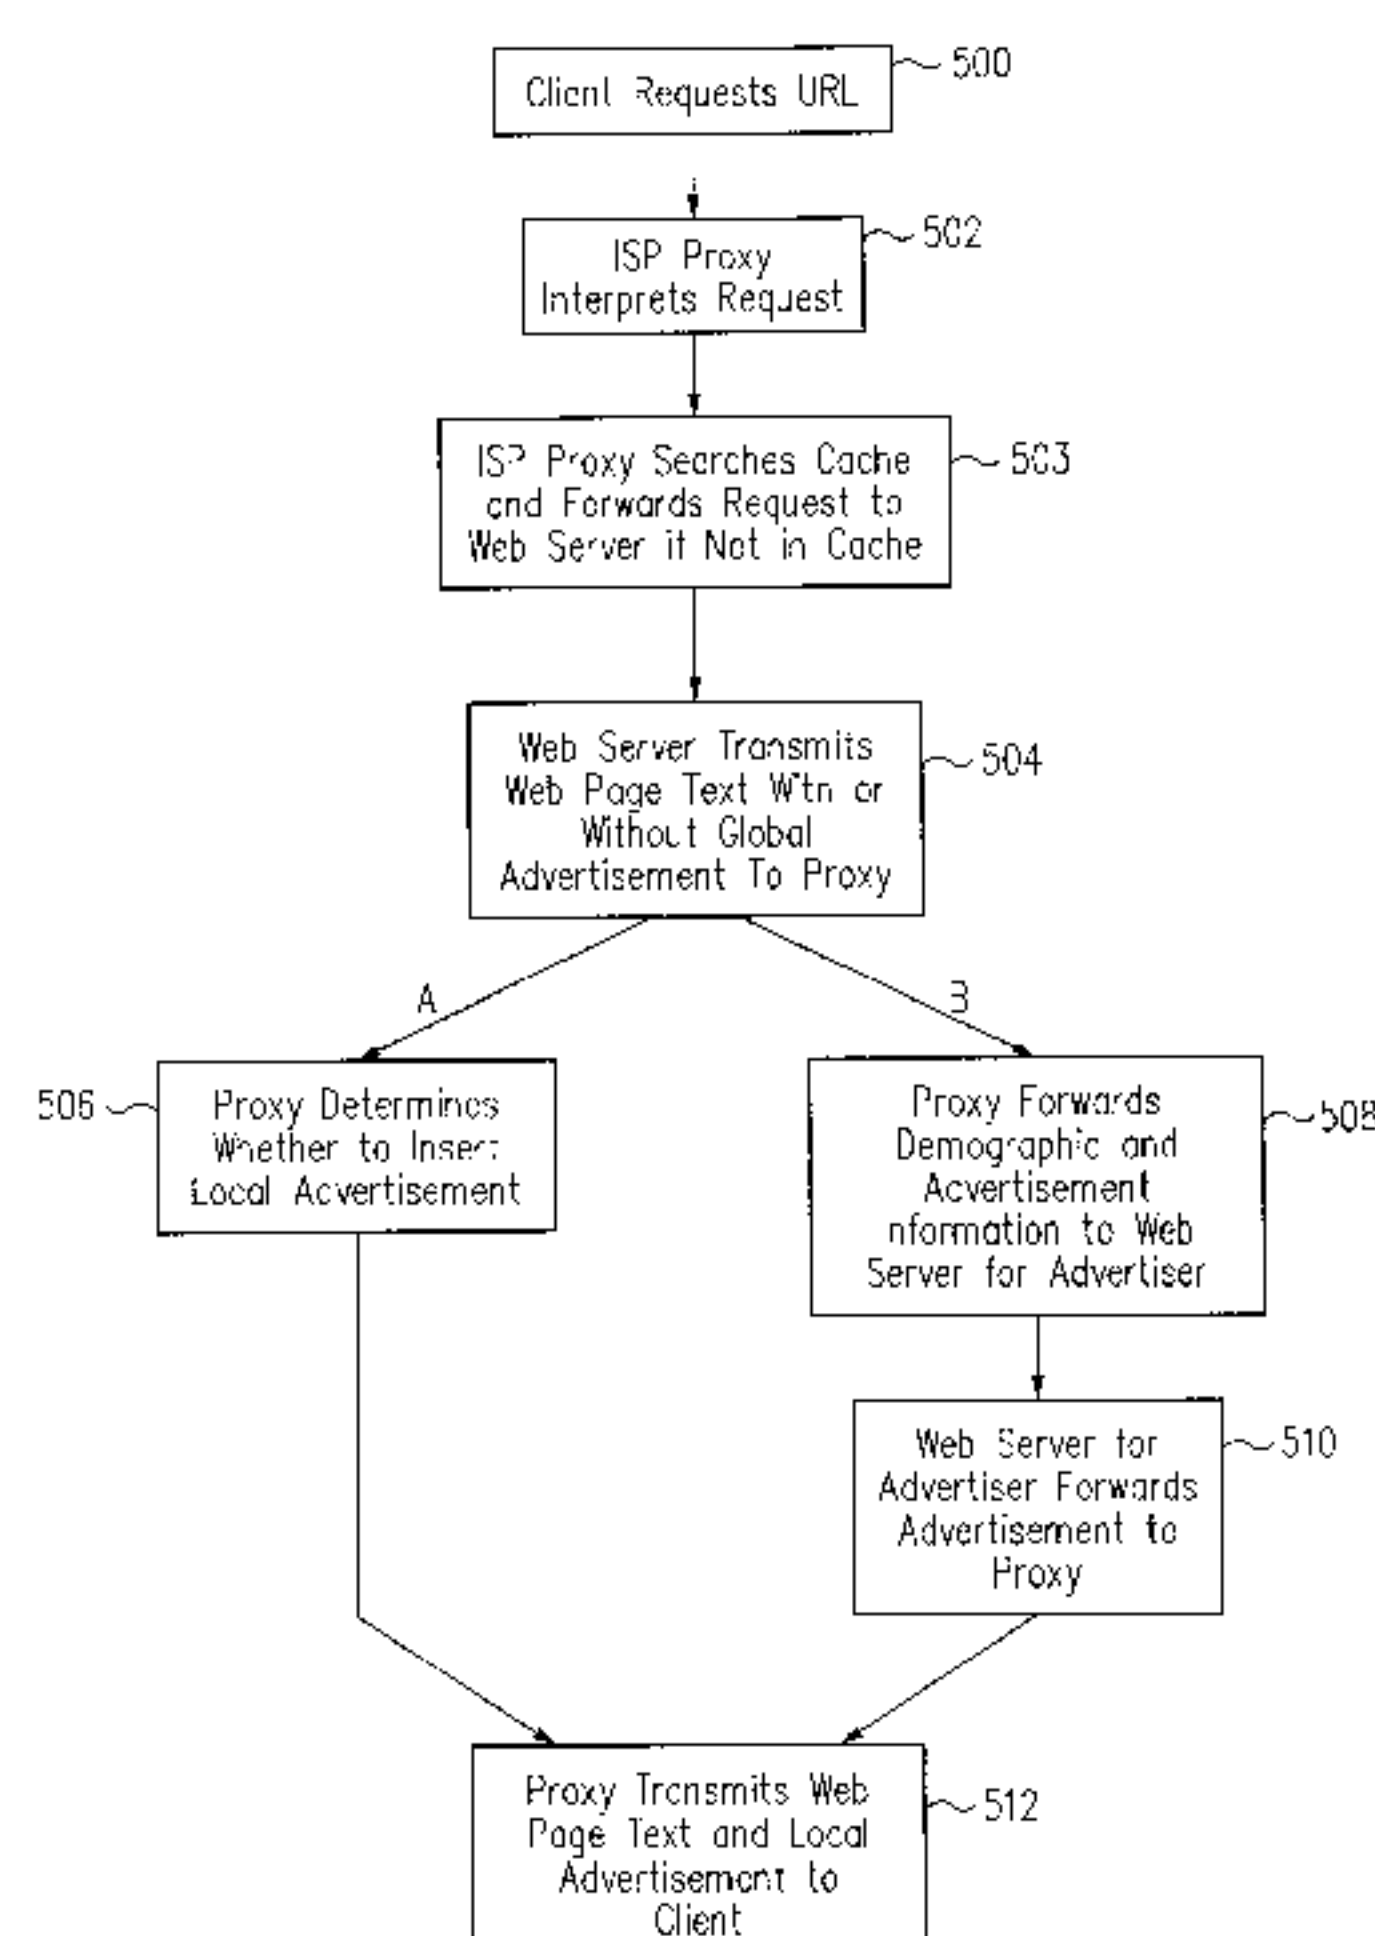 Client Requests URL
500
ISP Proxy
Interprets Request
502
ISP Proxy Searches Cache
and Forwards Request to
Web Server if Not in Cache
503
Web Server Transmits
Web Page Text With or
Without Global
Advertisement To Proxy
504
A
B
506
Proxy Determines
Whether to Insert
Local Advertisement
Proxy Forwards
Demographic and
Advertisement
nformation to Web
Server for Advertiser
508
Web Server for
Advertiser Forwards
Advertisement to
Proxy
510
Proxy Transmits Web
Page Text and Local
Advertisement to
Client
512